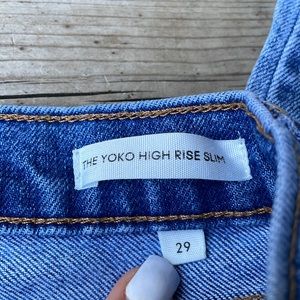 THE YOKO HIGH RISE SLIM
29